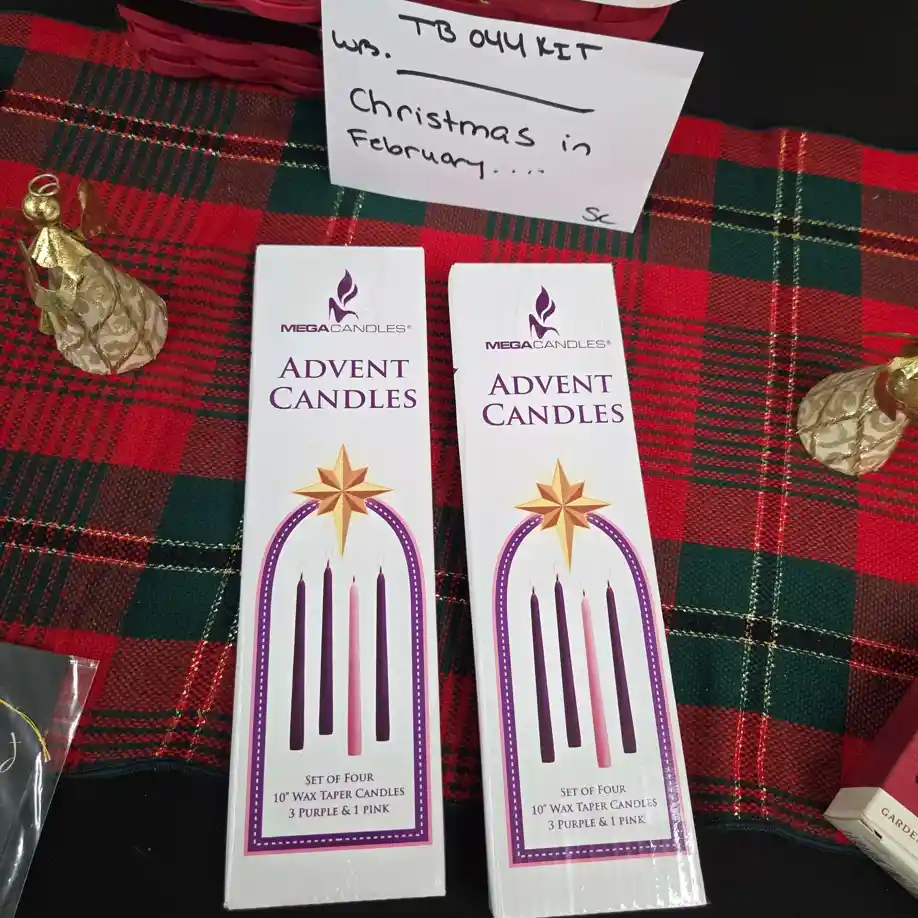 TB 044 KIT
WB.
Christmas in
February....
Sc
MEGACANDLES®
ADVENT
CANDLES
SET OF FOUR
10" WAX TAPER CANDLES
3 PURPLE & 1 PINK
MEGACANDLES®
ADVENT
CANDLES
SET OF FOUR
10" WAX TAPER CANDLES
3 PURPLE & 1 PINK